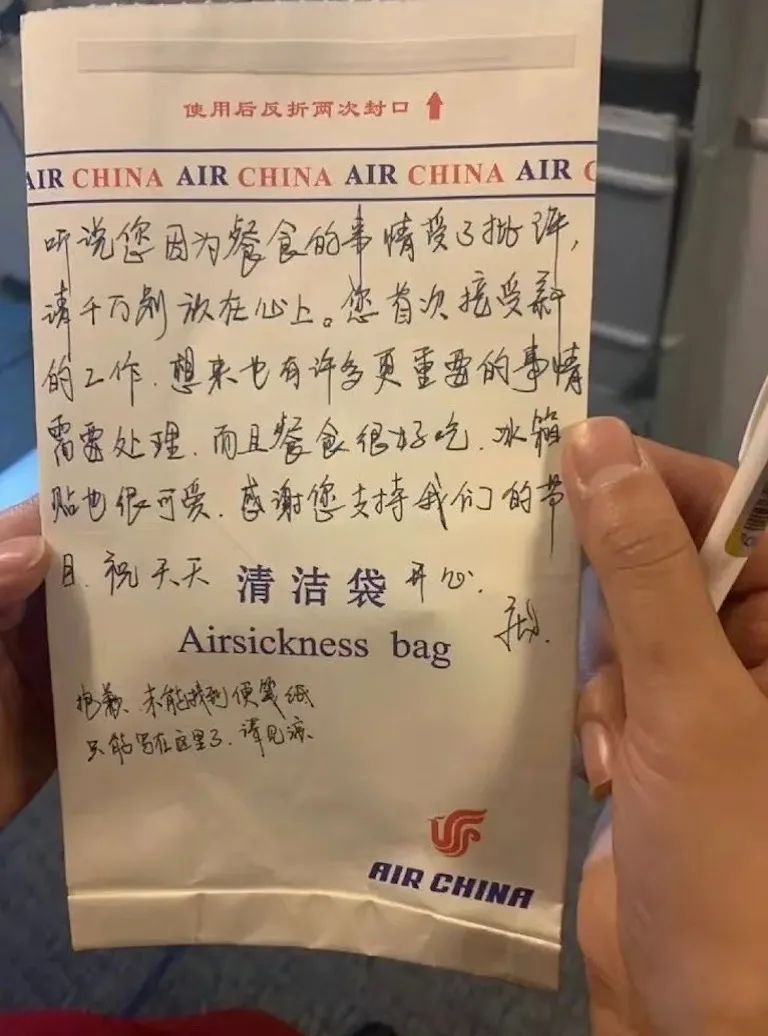 使用后反折两次封口
AIR CHINA AIR CHINA AIR CHINA AIR C
听说您因为餐食的事情受了批评，
请千万别放在心上。您首次接受新
的工作，想来也有许多更重要的事情
需要处理，而且餐食很好吃，冰箱
贴也很可爱，感谢您支持我们的节
目，祝天天 清洁袋 开心．
Airsickness bag
抱歉，未能找到便笺纸
只能写在这里了，请见谅．
AIR CHINA